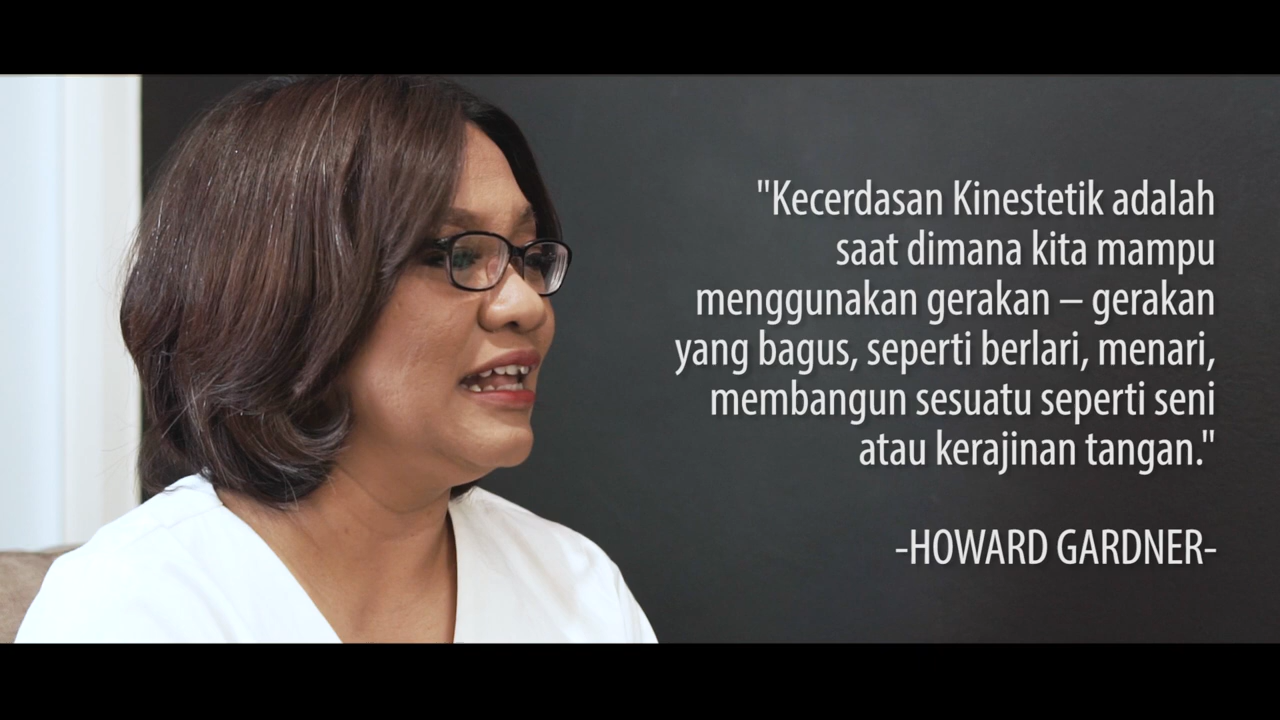 "Kecerdasan Kinestetik adalah
saat dimana kita mampu
menggunakan gerakan – gerakan
yang bagus, seperti berlari, menari,
membangun sesuatu seperti seni
atau kerajinan tangan."
-HOWARD GARDNER-